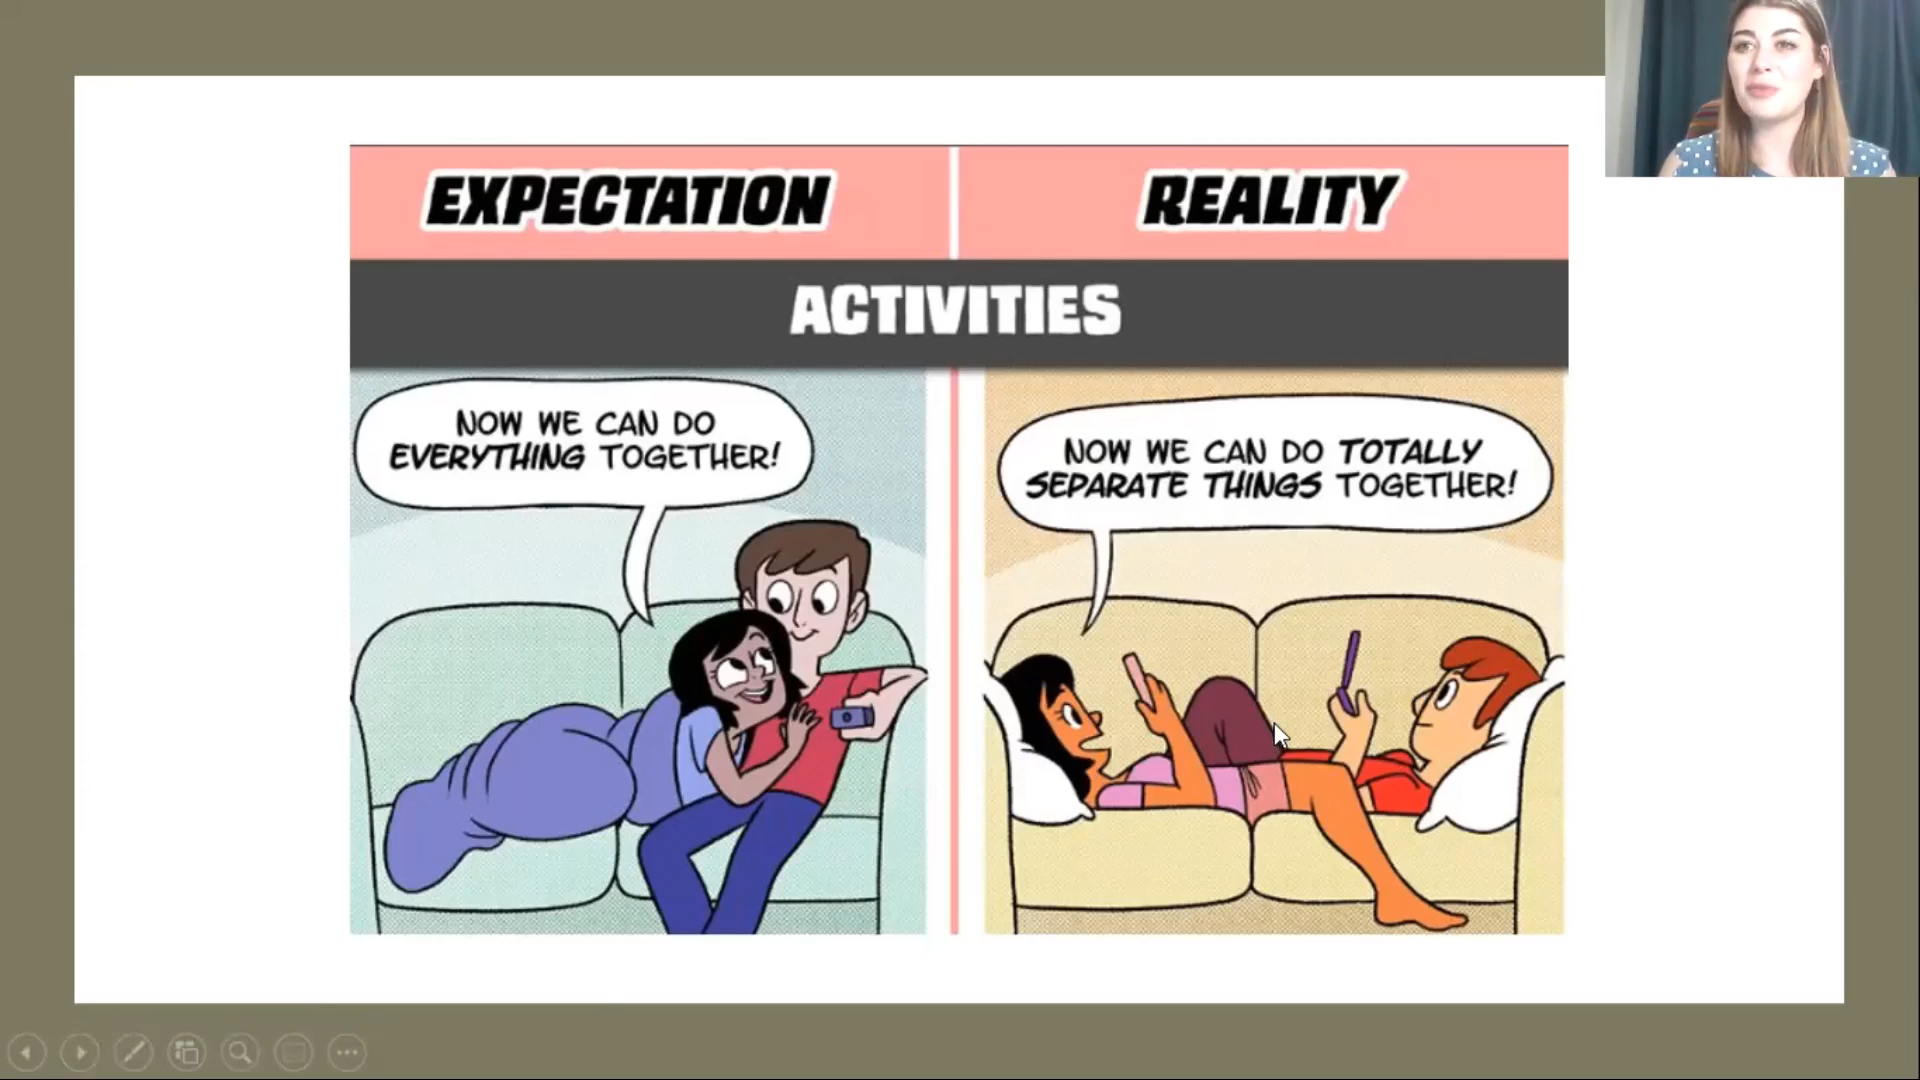 EXPECTATION
REALITY
ACTIVITIES
NOW WE CAN DO
EVERYTHING TOGETHER!
NOW WE CAN DO TOTALLY
SEPARATE THINGS TOGETHER!